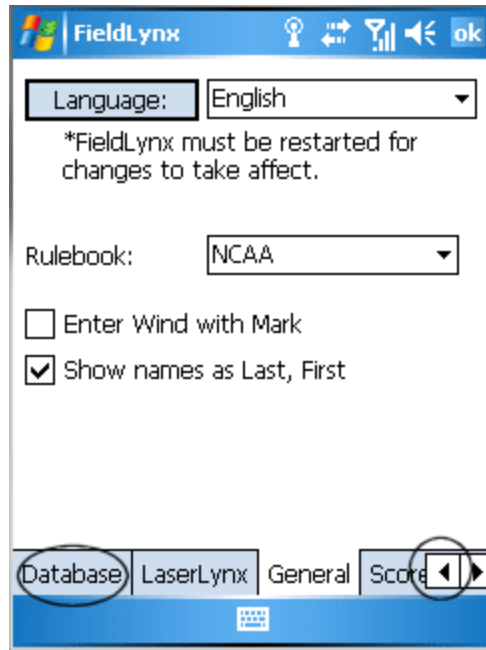 FieldLynx ok
Language: English
*FieldLynx must be restarted for
changes to take affect.
Rulebook: NCAA
Enter Wind with Mark
Show names as Last, First
Database LaserLynx General Score